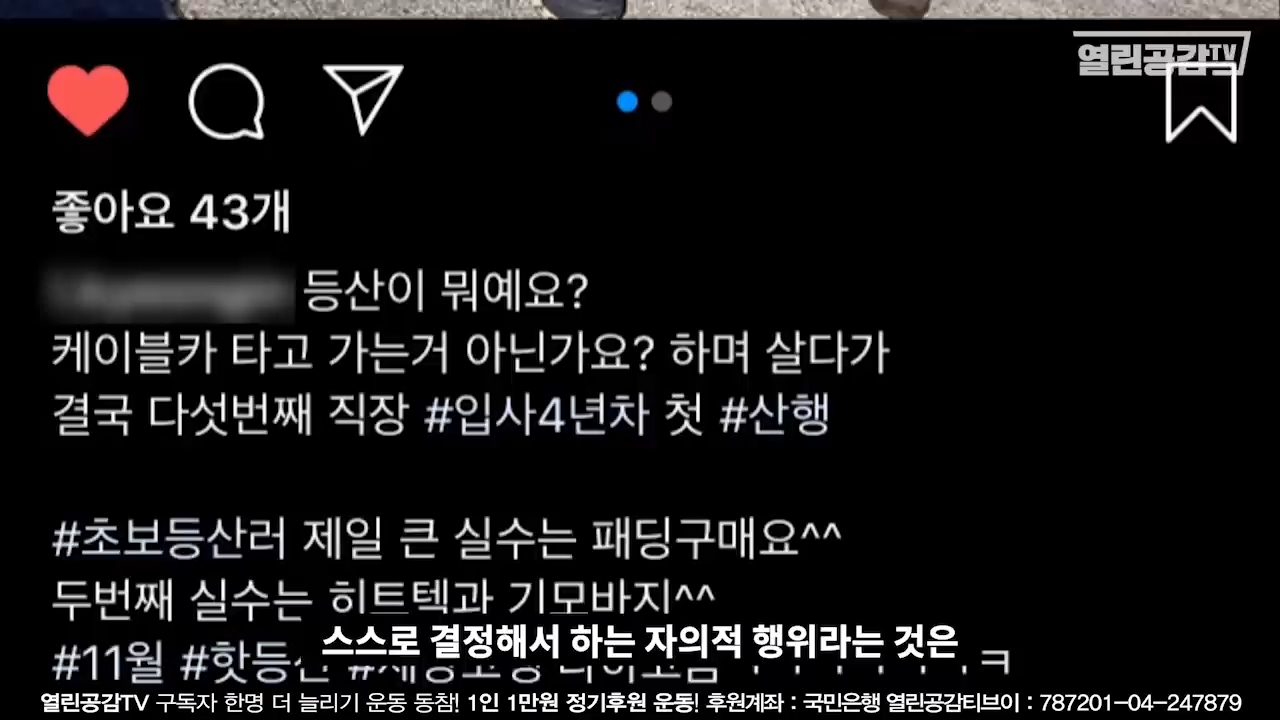 열린공감TV
좋아요 43개
등산이 뭐예요?
케이블카 타고 가는거 아닌가요? 하며 살다가
결국 다섯번째 직장 #입사4년차 첫 #산행
#초보등산러 제일 큰 실수는 패딩구매요^^
두번째 실수는 히트텍과 기모바지^^
#11월
스스로 결정해서 하는 자의적 행위라는 것은
열린공감TV 구독자 한명 더 늘리기 운동 동참! 1인 1만원 정기후원 운동! 후원계좌 : 국민은행 열린공감티브이 : 787201-04-247879